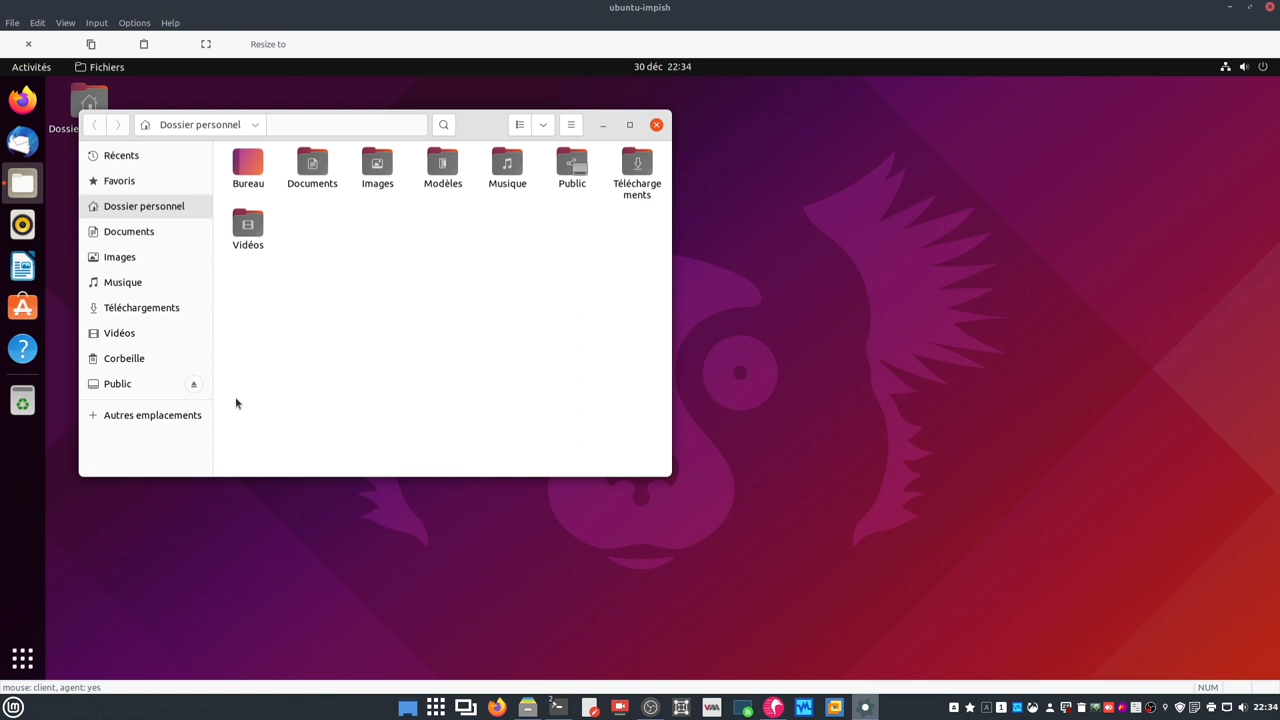 ubuntu-impish
File Edit View Input Options Help
Resize to
Activités Fichiers 30 déc 22:34
Dossier personnel
Récents
Favoris
Dossier personnel
Documents
Images
Musique
Téléchargements
Vidéos
Corbeille
Public
Autres emplacements
Bureau Documents Images Modèles Musique Public Télécharge
ments
Vidéos
Dossie
mouse: client, agent: yes NUM
22:34